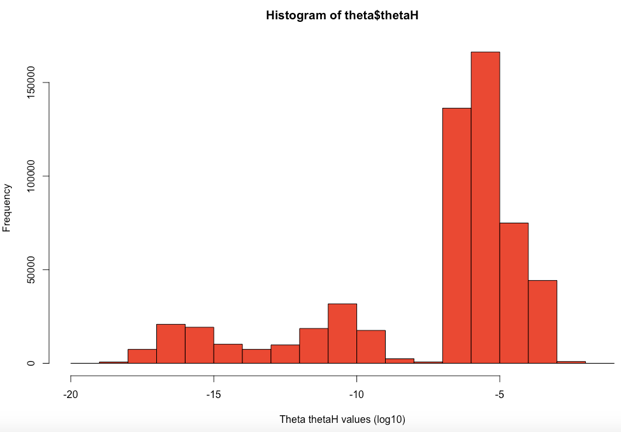 Histogram of theta$thetaH
150000
100000
50000
0
Frequency
-20 -15 -10 -5
Theta thetaH values (log10)